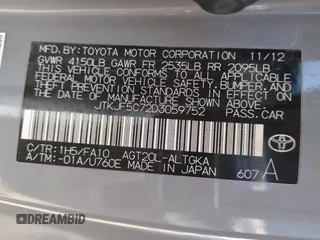 MFD. BY: TOYOTA MOTOR CORPORATION 11/12
GVWR 4150LB GAWR FR 2535LB RR 2095LB
THIS VEHICLE CONFORMS TO ALL APPLICABLE FEDERAL
MOTOR VEHICLE SAFETY, BUMPER, AND THEFT
PREVENTION STANDARDS IN EFFECT ON THE DATE OF
MANUFACTURE SHOWN ABOVE.
JTKJF5C72D3059752 PASS.CAR
C/TR:1H5/FA10 AGT20L-ALTGKA
A/TM:-01A/U760E MADE IN JAPAN
607 A
TOYOTA
DREAMBID